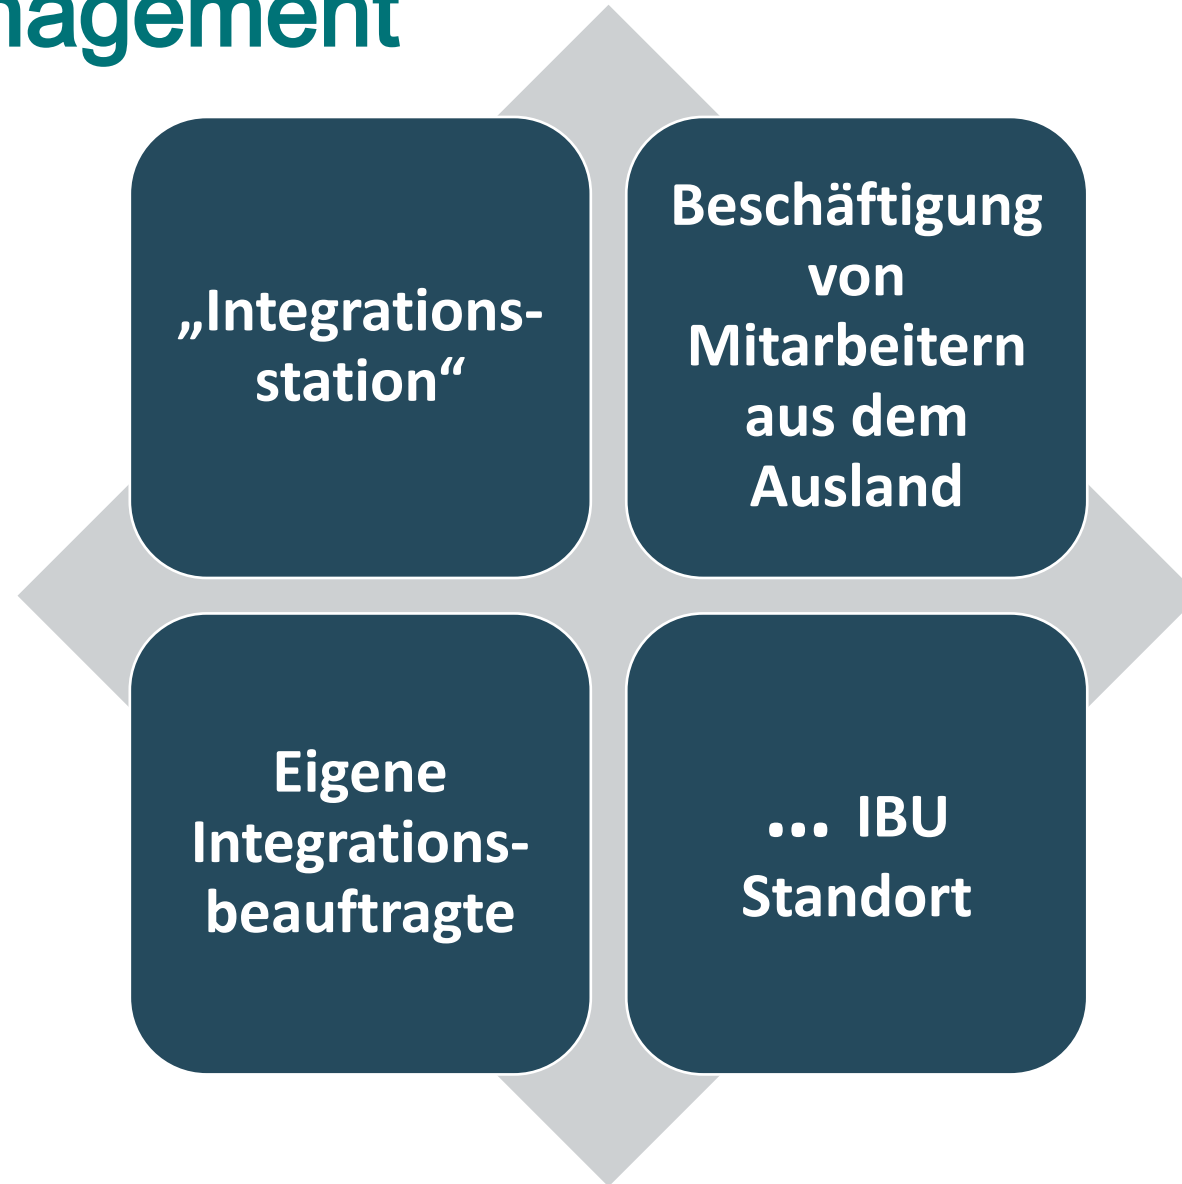 nagement
„Integrations-
station“
Beschäftigung
von
Mitarbeitern
aus dem
Ausland
Eigene
Integrations-
beauftragte
... IBU
Standort